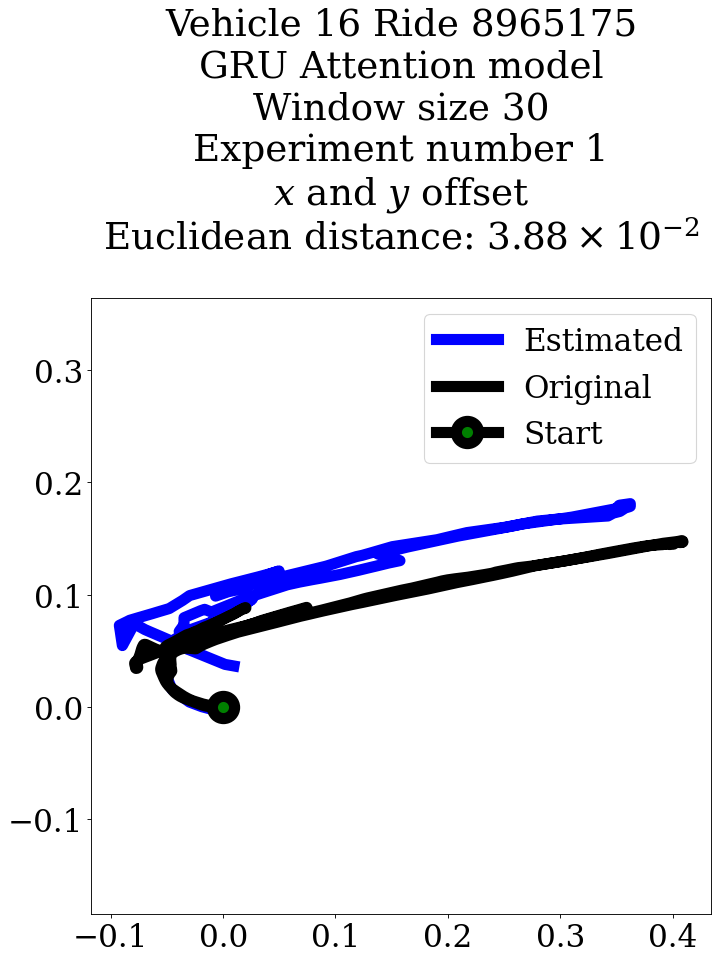 Vehicle 16 Ride 8965175
GRU Attention model
Window size 30
Experiment number 1
x and y offset
Euclidean distance: 3.88 × 10⁻²
Estimated
Original
Start
0.3
0.2
0.1
0.0
−0.1
−0.1 0.0 0.1 0.2 0.3 0.4